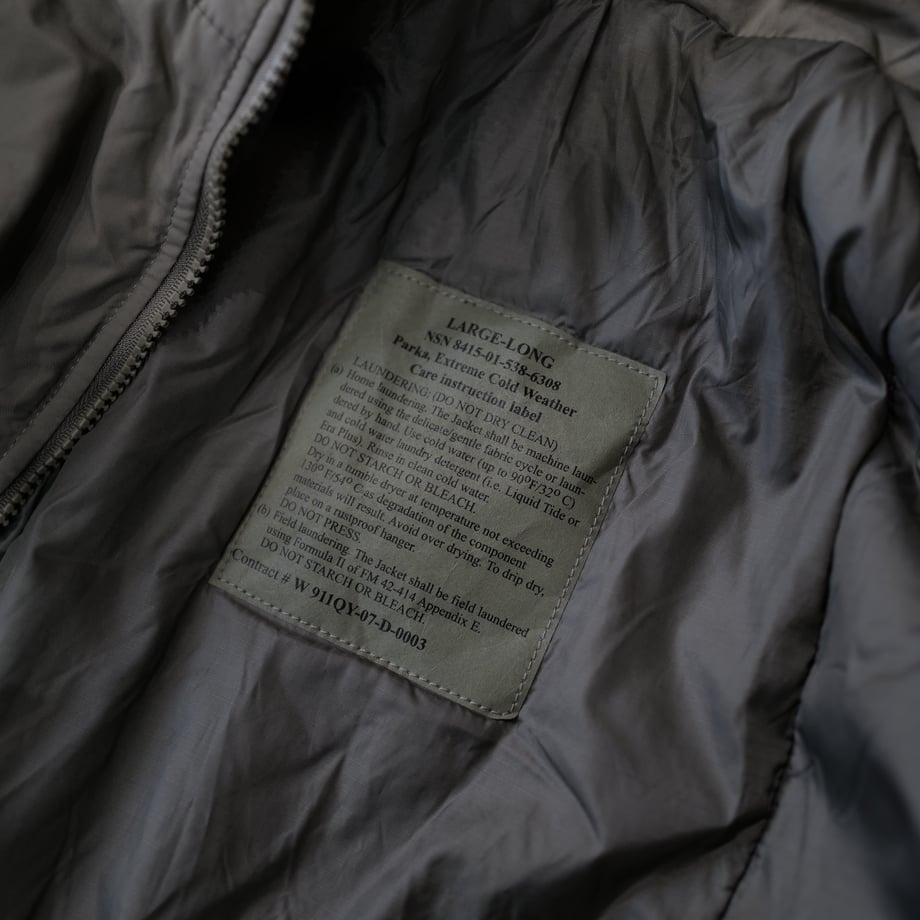 LARGE-LONG
NSN 8415-01-538-6308
Parka, Extreme Cold Weather
Care instruction label
LAUNDERING: (DO NOT DRY CLEAN)
(a) Home laundering. The Jacket shall be machine laun-
dered using the delicate/gentle fabric cycle or laun-
dered by hand. Use cold water (up to 90⁰F/32⁰ C)
and cold water laundry detergent (i.e. Liquid Tide or
Era Plus). Rinse in clean cold water.
DO NOT STARCH OR BLEACH.
Dry in a tumble dryer at temperature not exceeding
130⁰ F/54⁰ C as degradation of the component
materials will result. Avoid over drying. To drip dry,
place on a rustproof hanger.
DO NOT PRESS.
(b) Field laundering. The Jacket shall be field laundered
using Formula II of FM 42-414 Appendix E.
DO NOT STARCH OR BLEACH.
Contract # W 911QY-07-D-0003